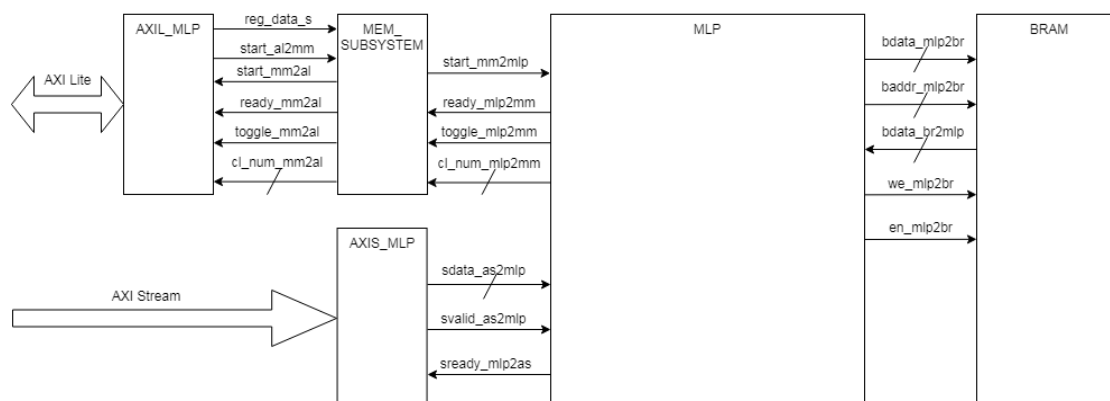 AXIL_MLP
reg_data_s
MEM_
SUBSYSTEM
MLP
BRAM
start_al2mm
bdata_mlp2br
start_mm2al
start_mm2mlp
AXI Lite
baddr_mlp2br
ready_mm2al
ready_mlp2mm
toggle_mm2al
toggle_mlp2mm
bdata_br2mlp
cl_num_mm2al
cl_num_mlp2mm
we_mlp2br
en_mlp2br
AXIS_MLP
sdata_as2mlp
AXI Stream
svalid_as2mlp
sready_mlp2as